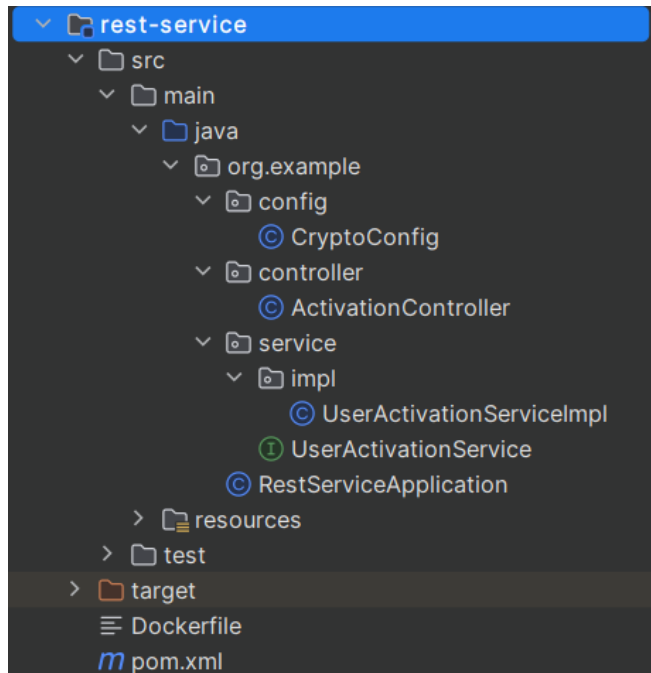 rest-service
src
main
java
org.example
config
CryptoConfig
controller
ActivationController
service
impl
UserActivationServiceImpl
UserActivationService
RestServiceApplication
resources
test
target
Dockerfile
pom.xml